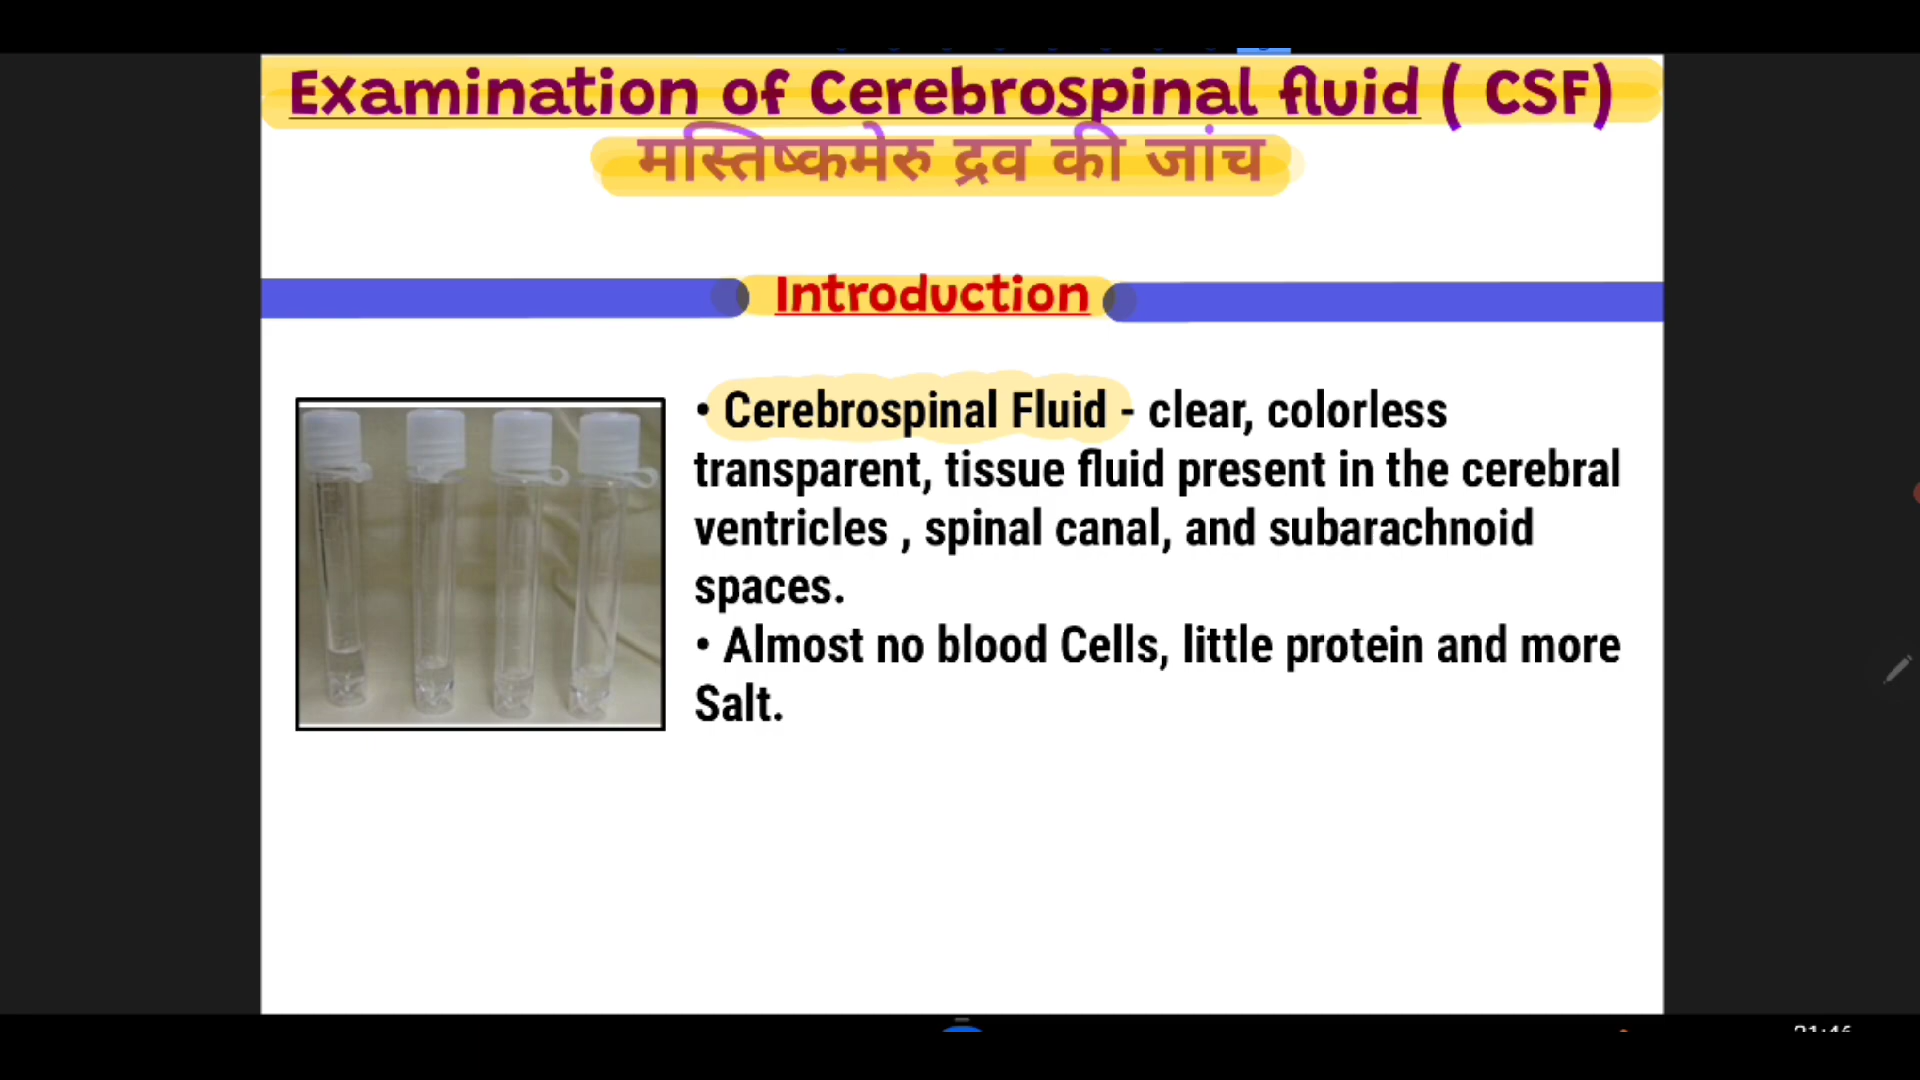 Examination of Cerebrospinal fluid ( CSF)
मस्तिष्कमेरु द्रव की जांच
Introduction
• Cerebrospinal Fluid - clear, colorless
transparent, tissue fluid present in the cerebral
ventricles , spinal canal, and subarachnoid
spaces.
• Almost no blood Cells, little protein and more
Salt.